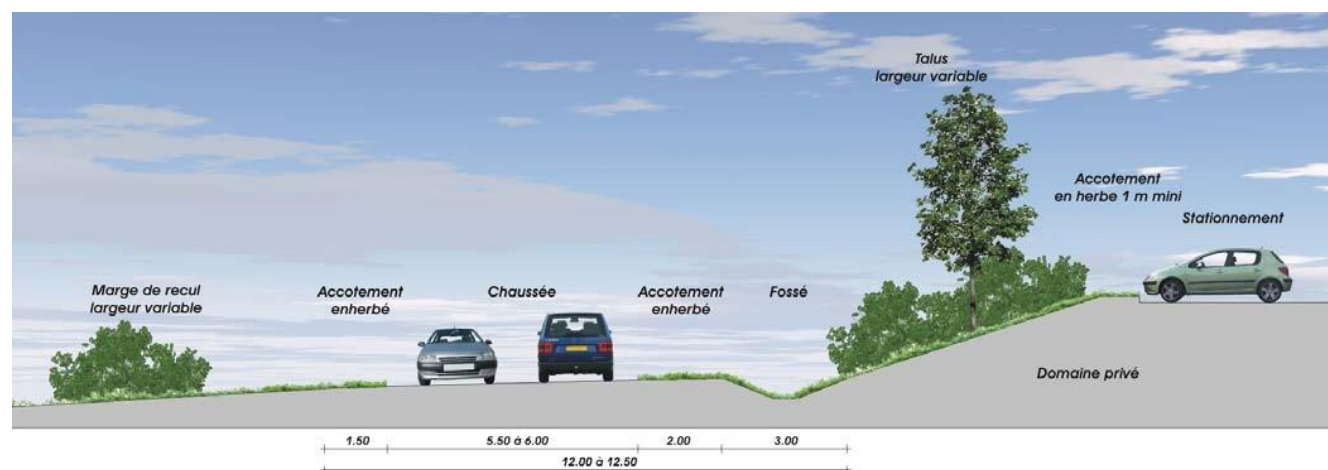 Talus
largeur variable
Accotement
en herbe 1 m mini
Stationnement
Marge de recul
largeur variable
Accotement
enherbé
Chaussée
Accotement
enherbé
Fossé
Domaine privé
1.50
5.50 à 6.00
2.00
3.00
12.00 à 12.50